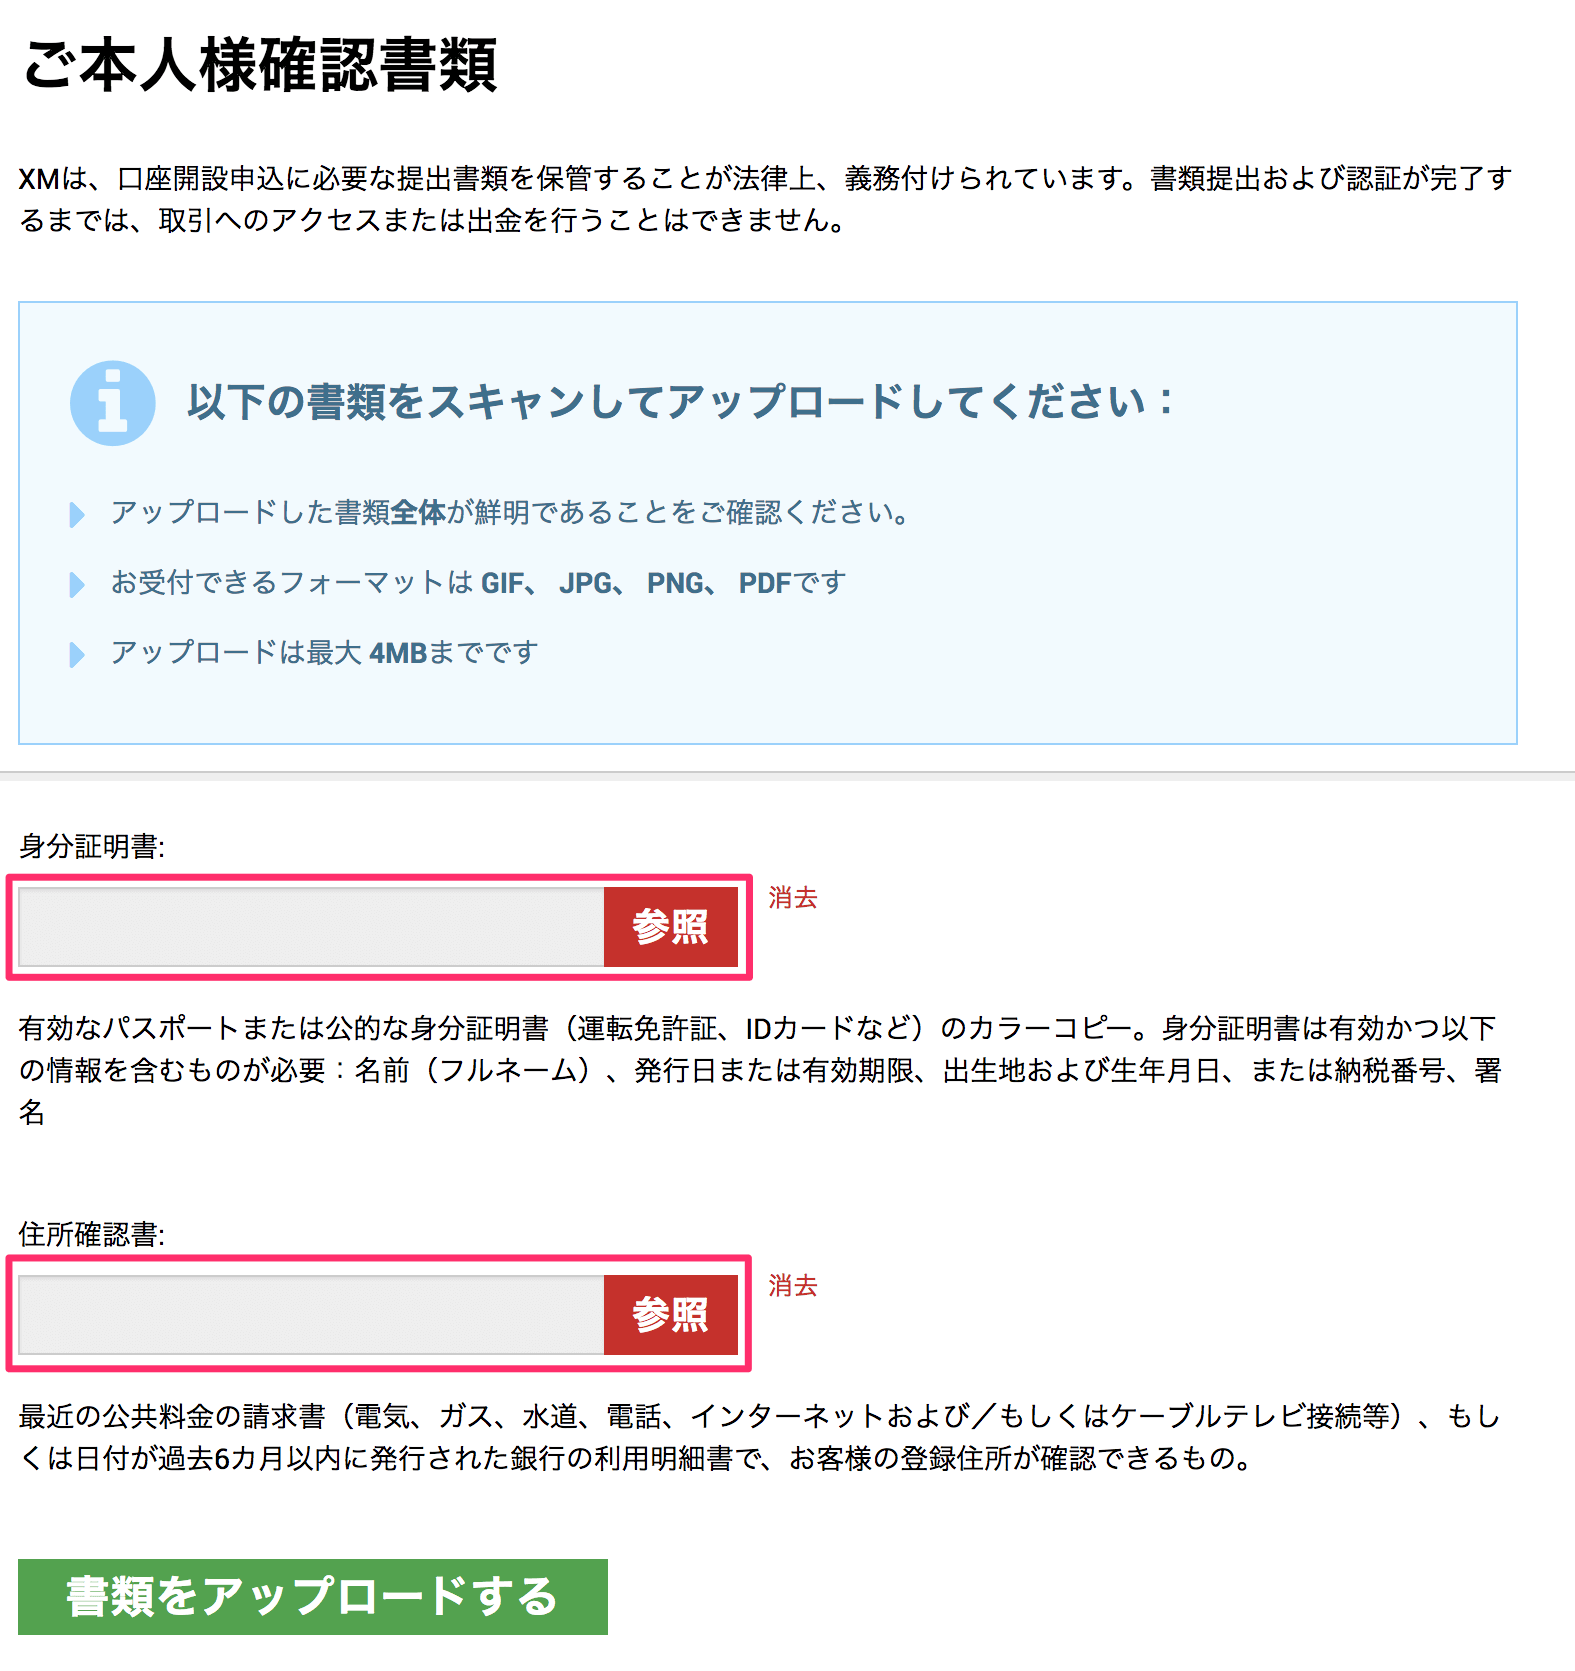 ご本人様確認書類
XMは、口座開設申込に必要な提出書類を保管することが法律上、義務付けられています。書類提出および認証が完了す
るまでは、取引へのアクセスまたは出金を行うことはできません。
以下の書類をスキャンしてアップロードしてください：
アップロードした書類全体が鮮明であることをご確認ください。
お受付できるフォーマットは GIF、 JPG、 PNG、 PDFです
アップロードは最大 4MBまでです
身分証明書:
参照
消去
有効なパスポートまたは公的な身分証明書（運転免許証、IDカードなど）のカラーコピー。身分証明書は有効かつ以下
の情報を含むものが必要：名前（フルネーム）、発行日または有効期限、出生地および生年月日、または納税番号、署
名
住所確認書:
参照
消去
最近の公共料金の請求書（電気、ガス、水道、電話、インターネットおよび／もしくはケーブルテレビ接続等）、もし
くは日付が過去6カ月以内に発行された銀行の利用明細書で、お客様の登録住所が確認できるもの。
書類をアップロードする